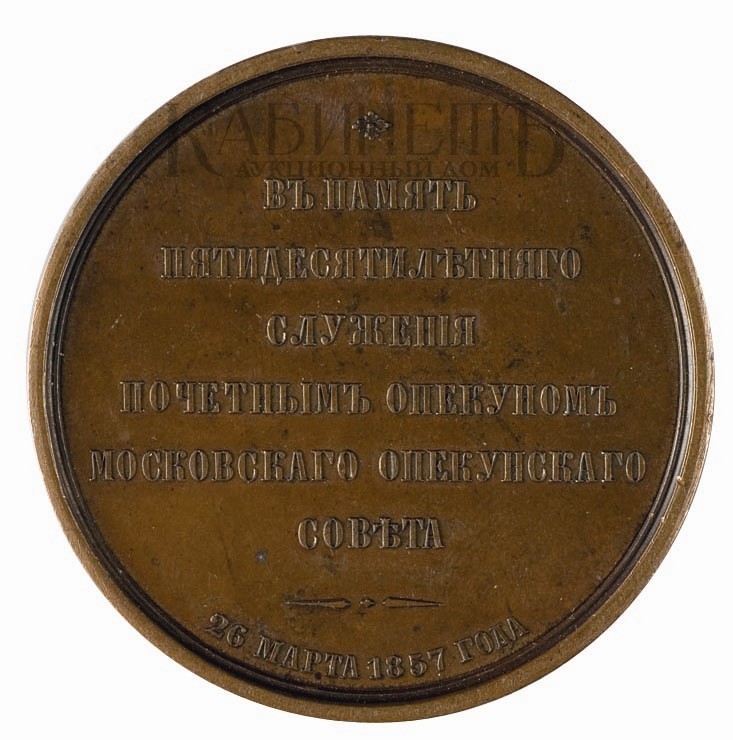 КАБИНЕТЪ
АУКЦИОННЫЙ ДОМ
ВЪ ПАМЯТЬ
ПЯТИДЕСЯТИЛѢТНЯГО
СЛУЖЕНІЯ
ПОЧЕТНЫМЪ ОПЕКУНОМЪ
МОСКОВСКАГО ОПЕКУНСКАГО
СОВѢТА
26 МАРТА 1857 ГОДА